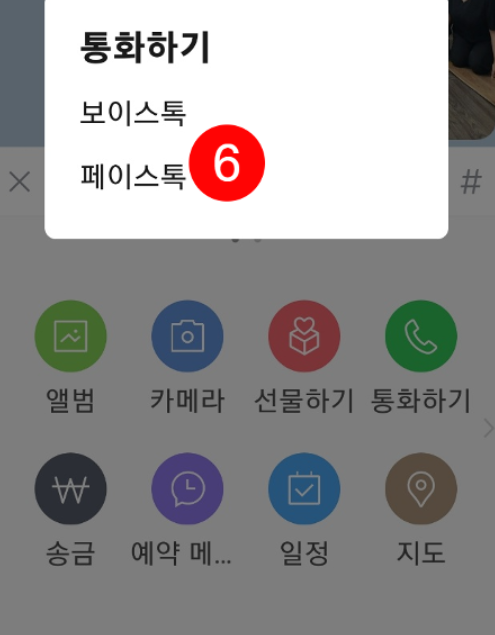 통화하기
보이스톡
페이스톡 6
#
앨범 카메라 선물하기 통화하기
송금 예약 메... 일정 지도